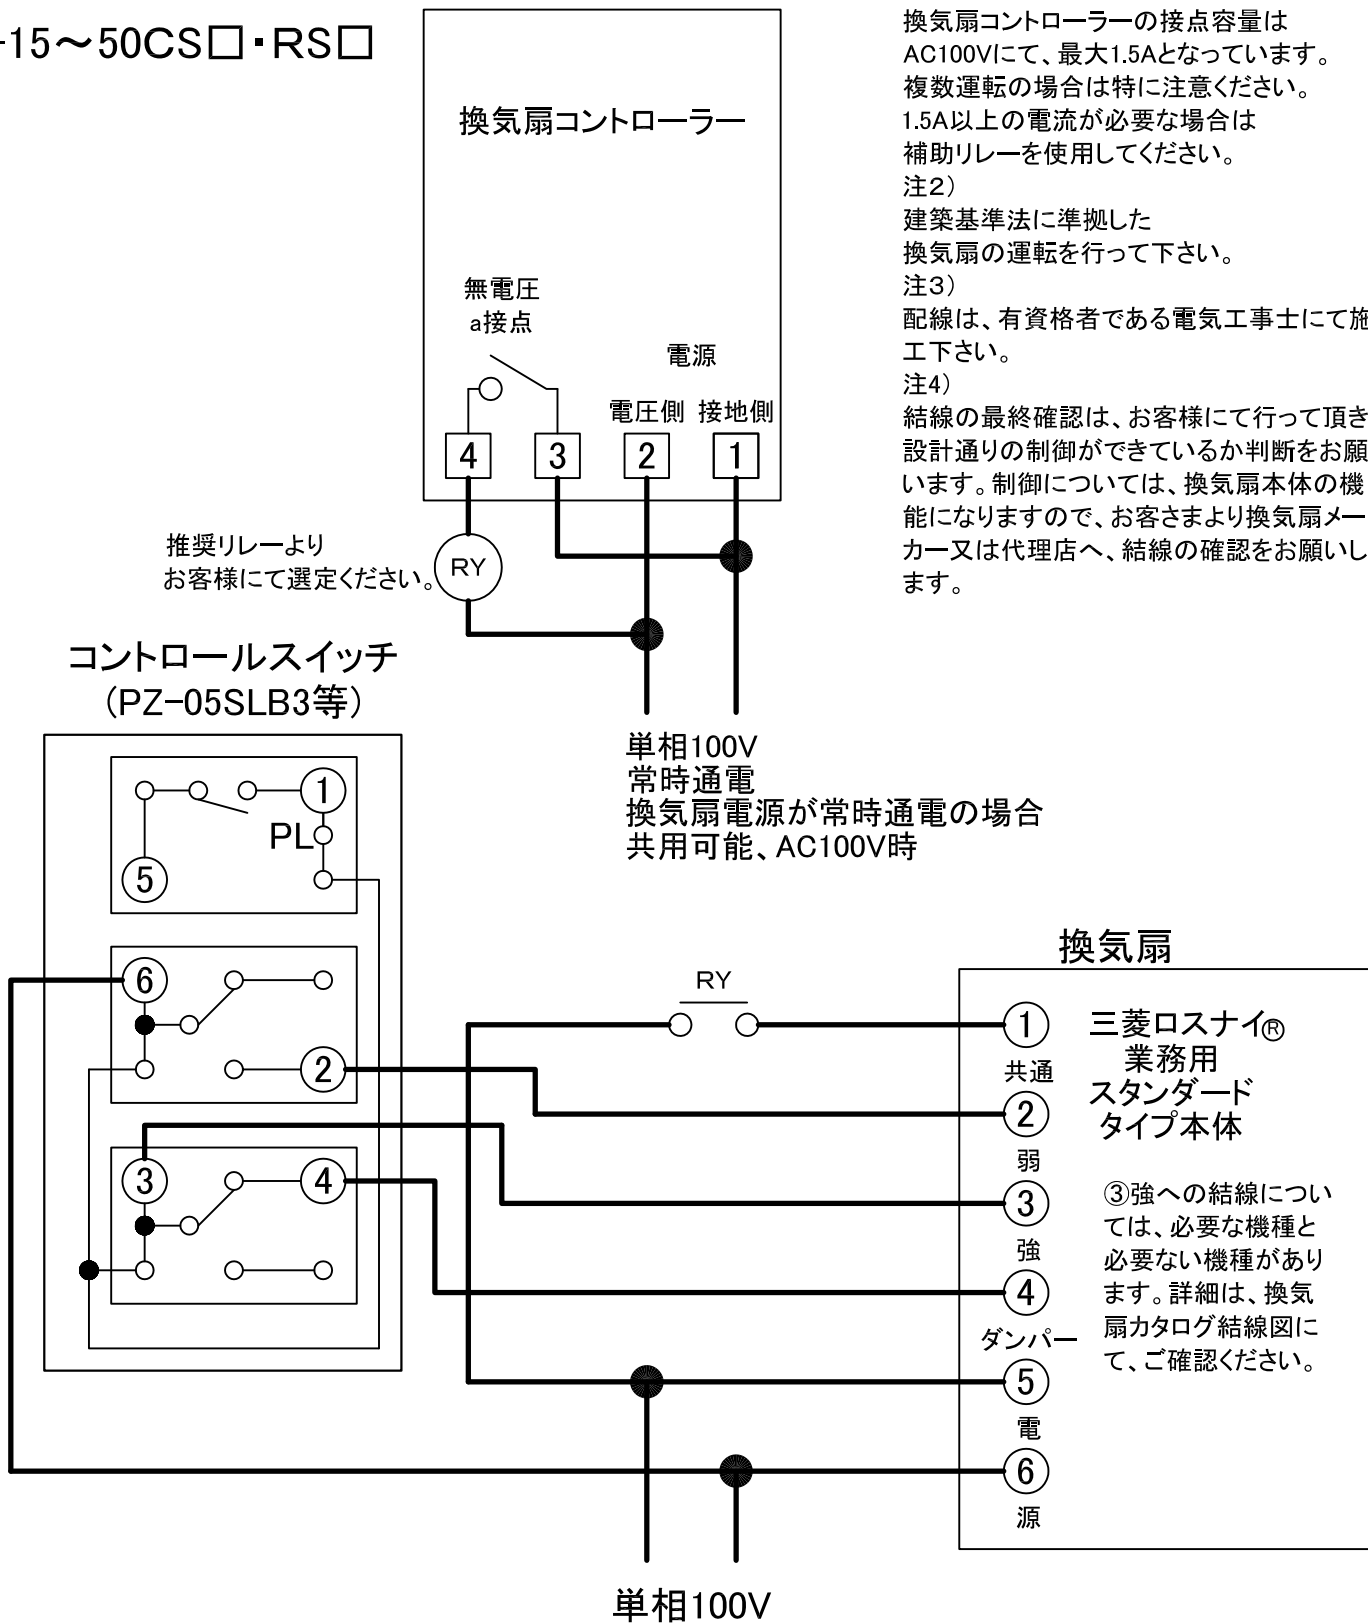 -15～50CS□・RS□
換気扇コントローラーの接点容量は
AC100Vにて、最大1.5Aとなっています。
複数運転の場合は特に注意ください。
1.5A以上の電流が必要な場合は
補助リレーを使用してください。
注2）
建築基準法に準拠した
換気扇の運転を行って下さい。
注3）
配線は、有資格者である電気工事士にて施
工下さい。
注4）
結線の最終確認は、お客様にて行って頂き
設計通りの制御ができているか判断をお願
います。制御については、換気扇本体の機
能になりますので、お客さまより換気扇メー
カー又は代理店へ、結線の確認をお願いし
ます。
換気扇コントローラー
無電圧
a接点
電源
電圧側 接地側
4 3 2 1
推奨リレーより
お客様にて選定ください。
RY
単相100V
常時通電
換気扇電源が常時通電の場合
共用可能、AC100V時
コントロールスイッチ
（PZ-05SLB3等）
1
PL
5
6
2
3
4
RY
換気扇
1
共通
2
弱
3
強
4
ダンパー
5
電
6
源
三菱ロスナイ®
業務用
スタンダード
タイプ本体
③強への結線につい
ては、必要な機種と
必要ない機種があり
ます。詳細は、換気
扇カタログ結線図に
て、ご確認ください。
単相100V